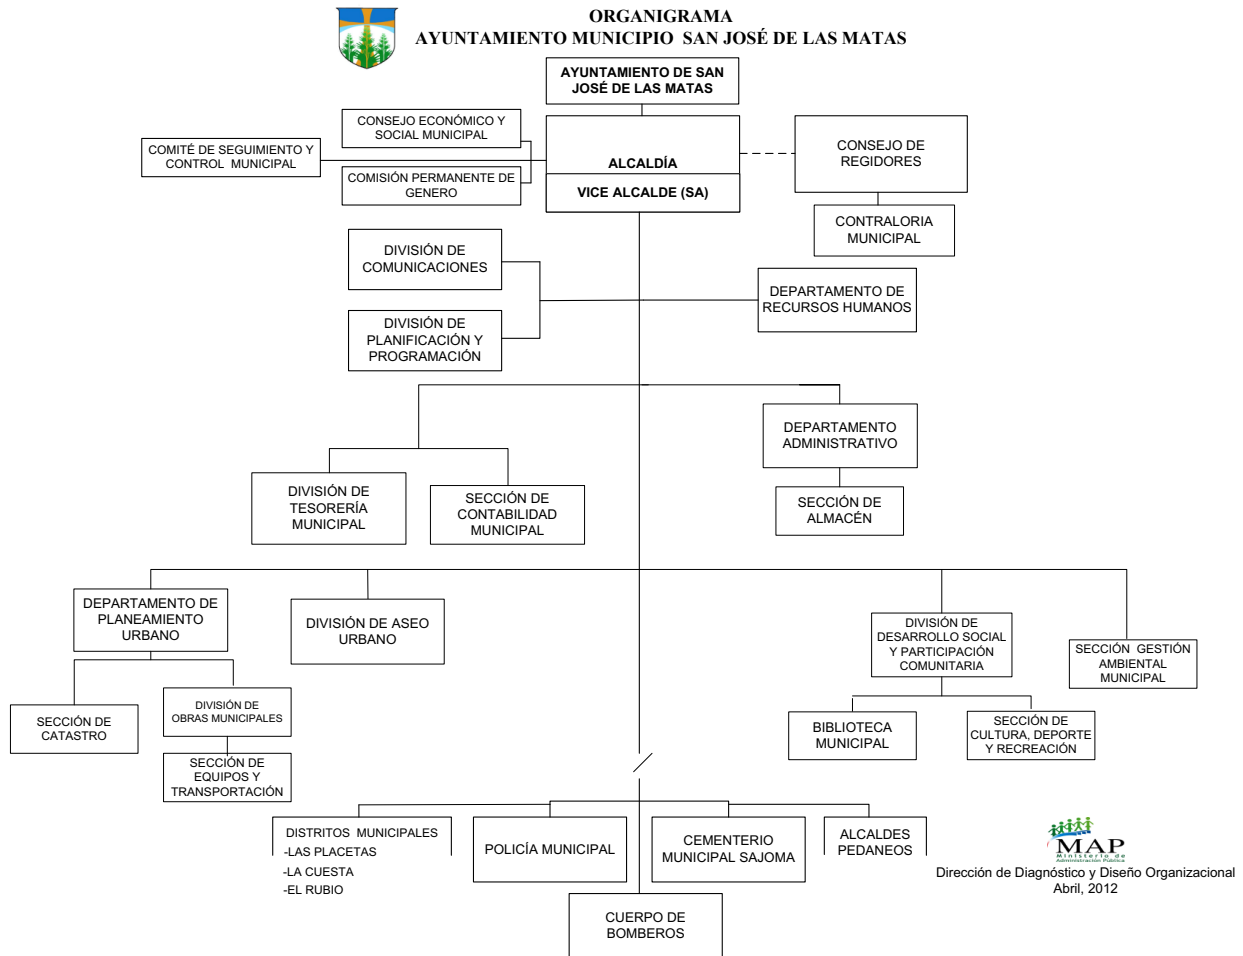 ORGANIGRAMA
AYUNTAMIENTO MUNICIPIO SAN JOSÉ DE LAS MATAS
AYUNTAMIENTO DE SAN
JOSÉ DE LAS MATAS
CONSEJO ECONÓMICO Y
SOCIAL MUNICIPAL
COMITÉ DE SEGUIMIENTO Y
CONTROL MUNICIPAL
COMISIÓN PERMANENTE DE
GENERO
ALCALDÍA
VICE ALCALDE (SA)
CONSEJO DE
REGIDORES
CONTRALORIA
MUNICIPAL
DIVISIÓN DE
COMUNICACIONES
DIVISIÓN DE
PLANIFICACIÓN Y
PROGRAMACIÓN
DEPARTAMENTO DE
RECURSOS HUMANOS
DEPARTAMENTO
ADMINISTRATIVO
DIVISIÓN DE
TESORERÍA
MUNICIPAL
SECCIÓN DE
CONTABILIDAD
MUNICIPAL
SECCIÓN DE
ALMACÉN
DEPARTAMENTO DE
PLANEAMIENTO
URBANO
DIVISIÓN DE ASEO
URBANO
DIVISIÓN DE
DESARROLLO SOCIAL
Y PARTICIPACIÓN
COMUNITARIA
SECCIÓN GESTIÓN
AMBIENTAL
MUNICIPAL
SECCIÓN DE
CATASTRO
DIVISIÓN DE
OBRAS MUNICIPALES
SECCIÓN DE
EQUIPOS Y
TRANSPORTACIÓN
BIBLIOTECA
MUNICIPAL
SECCIÓN DE
CULTURA, DEPORTE
Y RECREACIÓN
DISTRITOS MUNICIPALES
-LAS PLACETAS
-LA CUESTA
-EL RUBIO
POLICÍA MUNICIPAL
CEMENTERIO
MUNICIPAL SAJOMA
ALCALDES
PEDANEOS
CUERPO DE
BOMBEROS
MAP
Ministerio de
Administración Pública
Dirección de Diagnóstico y Diseño Organizacional
Abril, 2012